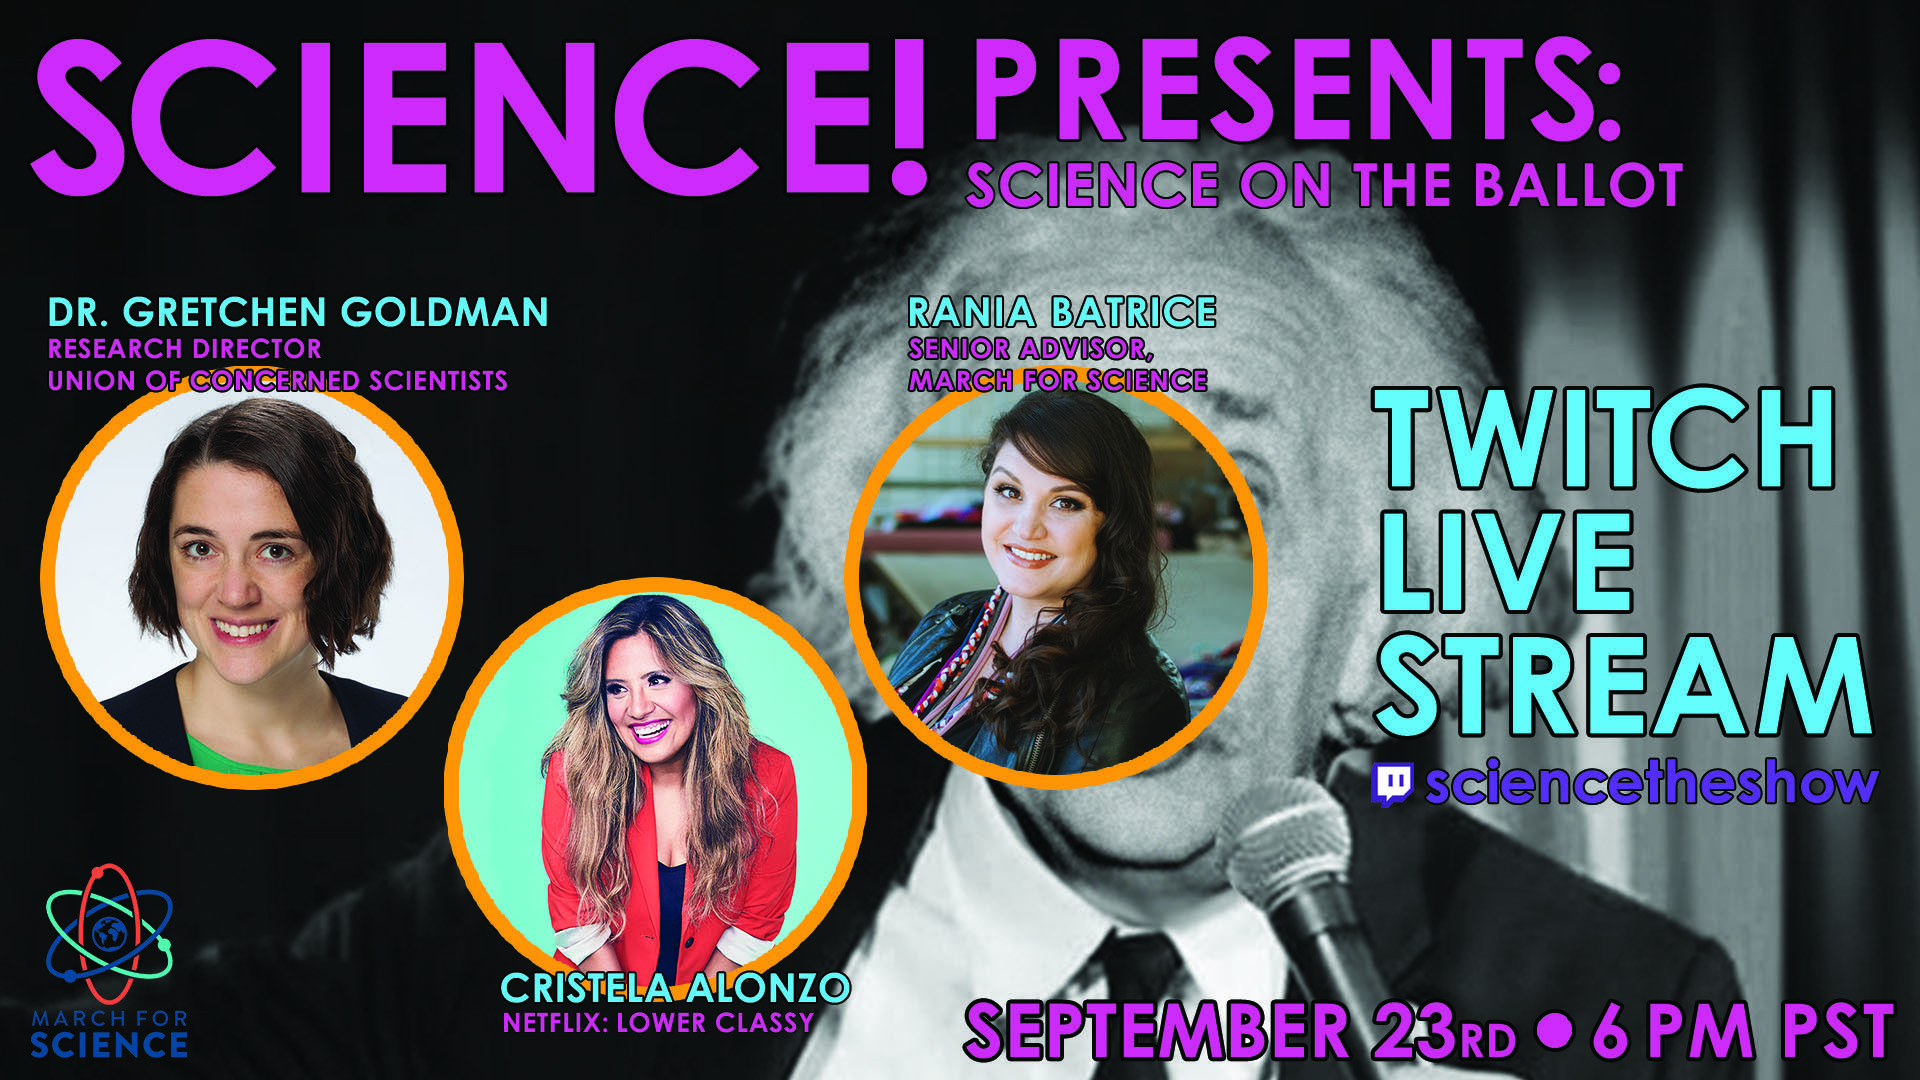 SCIENCE! PRESENTS:
SCIENCE ON THE BALLOT
DR. GRETCHEN GOLDMAN
RESEARCH DIRECTOR
UNION OF CONCERNED SCIENTISTS
RANIA BATRICE
SENIOR ADVISOR,
MARCH FOR SCIENCE
TWITCH
LIVE
STREAM
sciencetheshow
CRISTELA ALONZO
NETFLIX: LOWER CLASSY
MARCH FOR
SCIENCE
SEPTEMBER 23RD • 6 PM PST